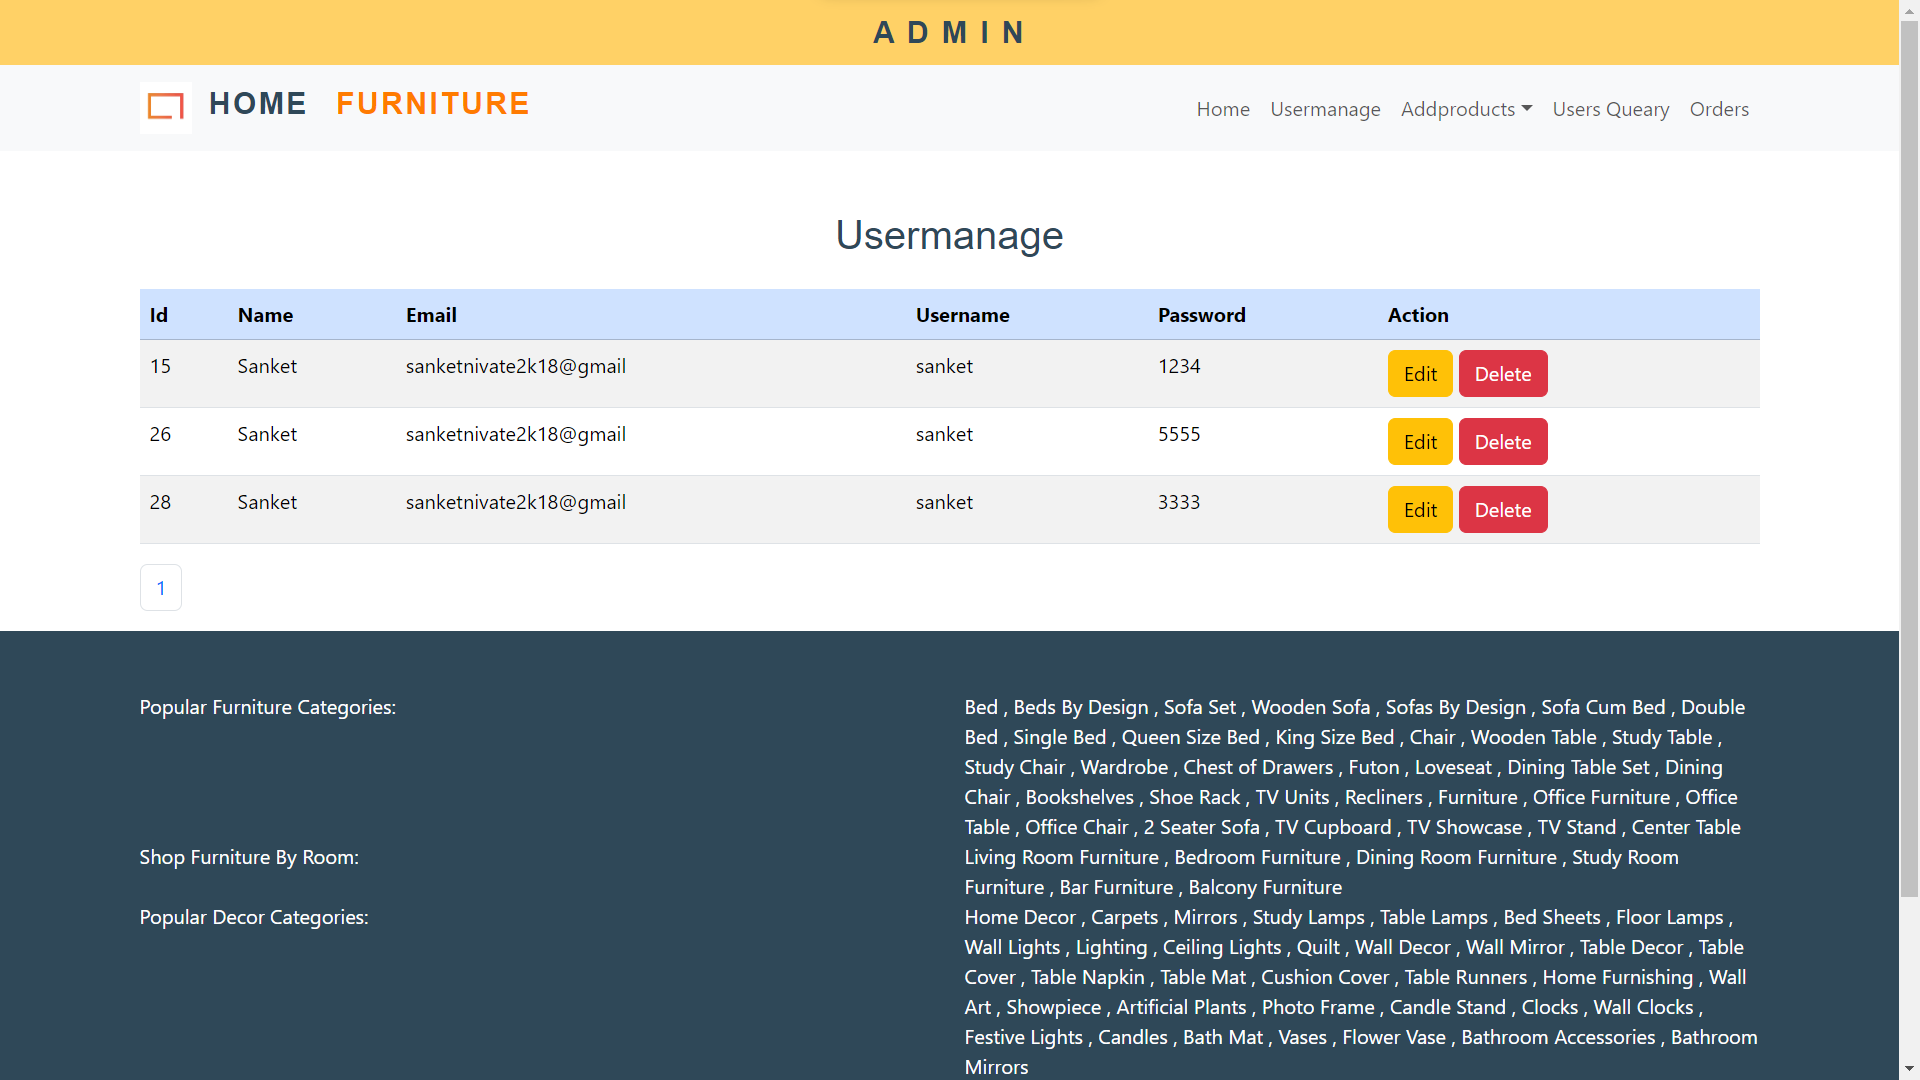 ADMIN
HOME FURNITURE
Home Usermanage Addproducts Users Queary Orders
Usermanage
Id Name Email Username Password Action
15 Sanket sanketnivate2k18@gmail sanket 1234 Edit Delete
26 Sanket sanketnivate2k18@gmail sanket 5555 Edit Delete
28 Sanket sanketnivate2k18@gmail sanket 3333 Edit Delete
1
Popular Furniture Categories:
Bed , Beds By Design , Sofa Set , Wooden Sofa , Sofas By Design , Sofa Cum Bed , Double
Bed , Single Bed , Queen Size Bed , King Size Bed , Chair , Wooden Table , Study Table ,
Study Chair , Wardrobe , Chest of Drawers , Futon , Loveseat , Dining Table Set , Dining
Chair , Bookshelves , Shoe Rack , TV Units , Recliners , Furniture , Office Furniture , Office
Table , Office Chair , 2 Seater Sofa , TV Cupboard , TV Showcase , TV Stand , Center Table
Shop Furniture By Room:
Living Room Furniture , Bedroom Furniture , Dining Room Furniture , Study Room
Furniture , Bar Furniture , Balcony Furniture
Popular Decor Categories:
Home Decor , Carpets , Mirrors , Study Lamps , Table Lamps , Bed Sheets , Floor Lamps ,
Wall Lights , Lighting , Ceiling Lights , Quilt , Wall Decor , Wall Mirror , Table Decor , Table
Cover , Table Napkin , Table Mat , Cushion Cover , Table Runners , Home Furnishing , Wall
Art , Showpiece , Artificial Plants , Photo Frame , Candle Stand , Clocks , Wall Clocks ,
Festive Lights , Candles , Bath Mat , Vases , Flower Vase , Bathroom Accessories , Bathroom
Mirrors